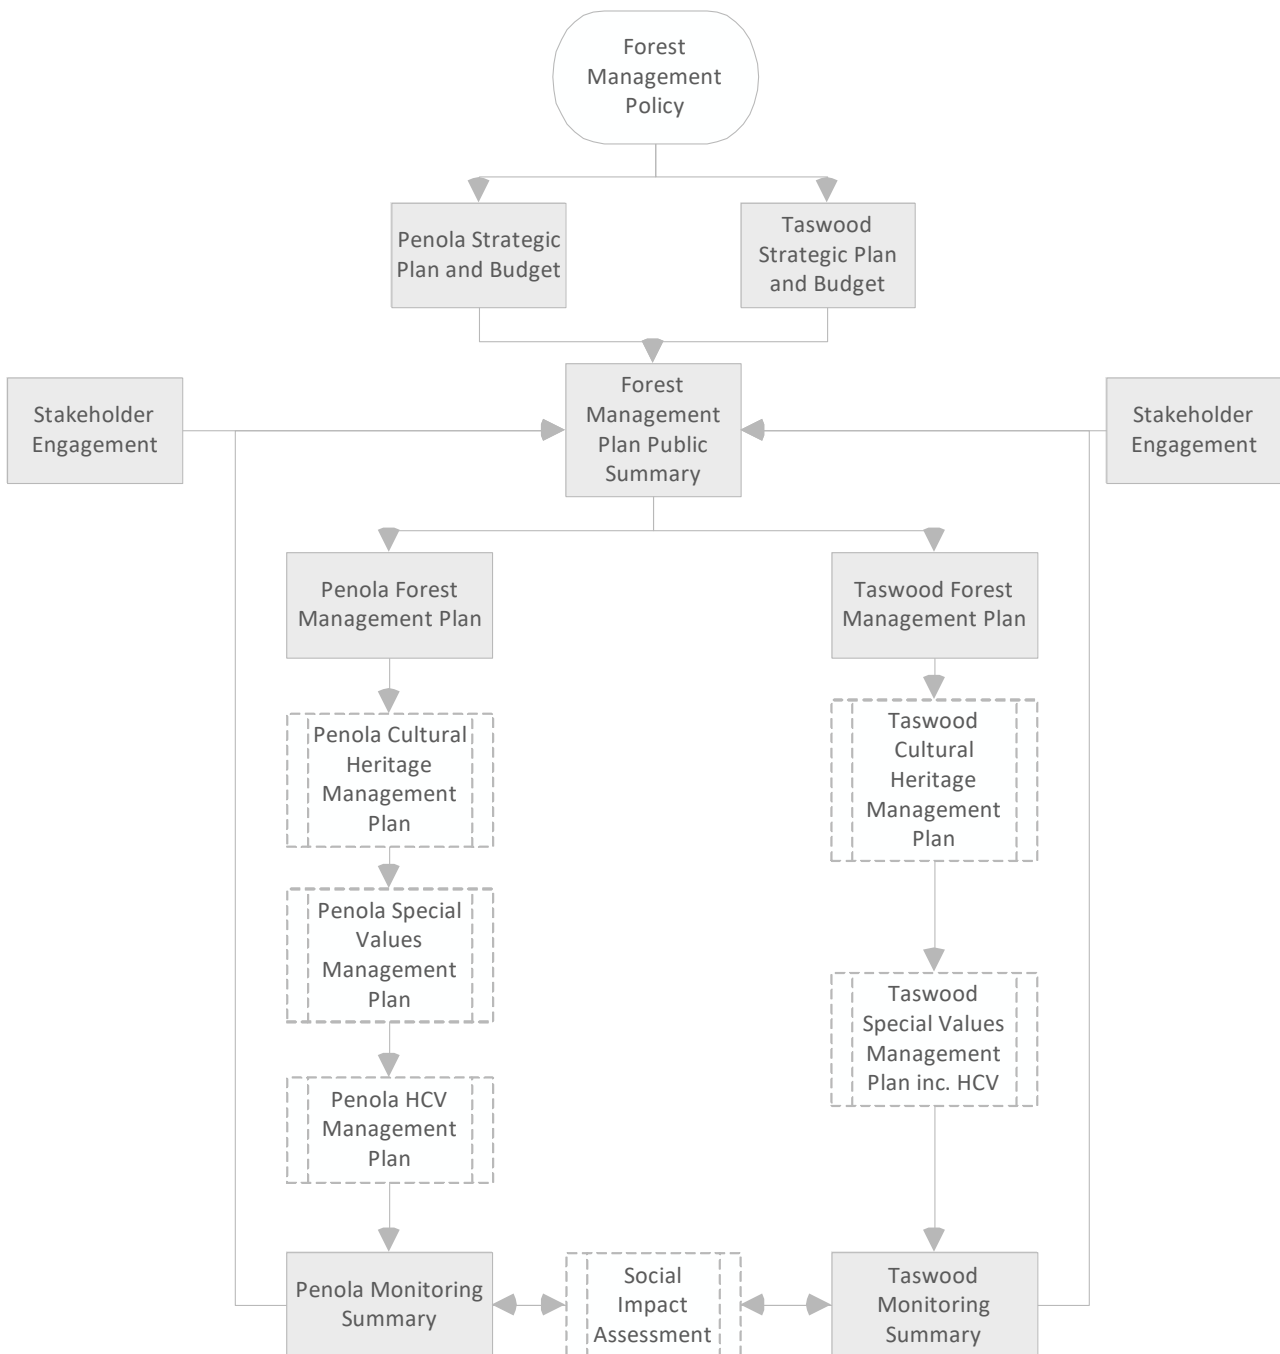 Forest
Management
Policy
Penola Strategic
Plan and Budget
Taswood
Strategic Plan
and Budget
Stakeholder
Engagement
Forest
Management
Plan Public
Summary
Stakeholder
Engagement
Penola Forest
Management Plan
Taswood Forest
Management Plan
Penola Cultural
Heritage
Management
Plan
Taswood
Cultural
Heritage
Management
Plan
Penola Special
Values
Management
Plan
Taswood
Special Values
Management
Plan inc. HCV
Penola HCV
Management
Plan
Penola Monitoring
Summary
Social
Impact
Assessment
Taswood
Monitoring
Summary